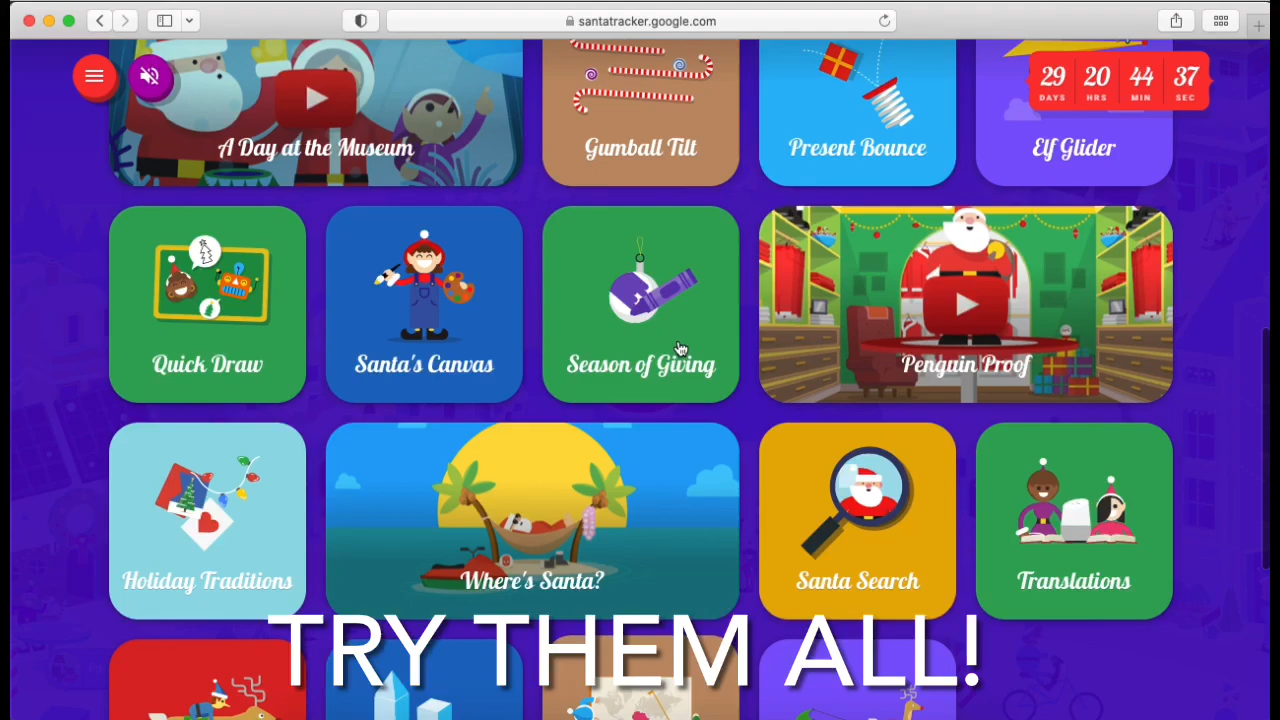 santatracker.google.com
29 20 44 37
DAYS HRS MIN SEC
A Day at the Museum
Gumball Tilt
Present Bounce
Elf Glider
Quick Draw
Santa's Canvas
Season of Giving
Penguin Proof
Holiday Traditions
Where's Santa?
Santa Search
Translations
TRY THEM ALL!